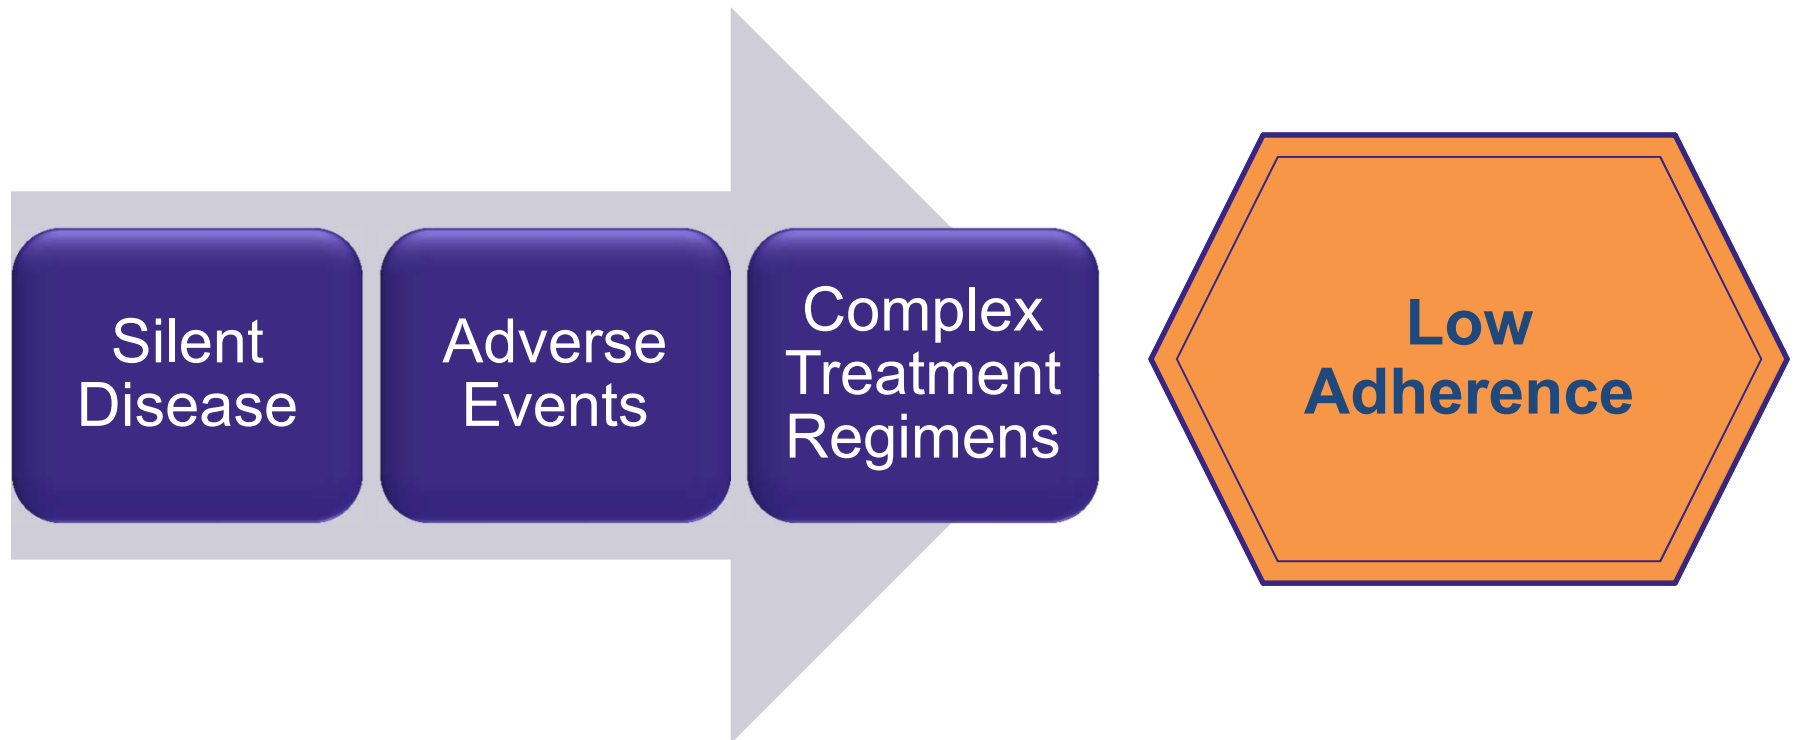 Silent
Disease
Adverse
Events
Complex
Treatment
Regimens
Low
Adherence